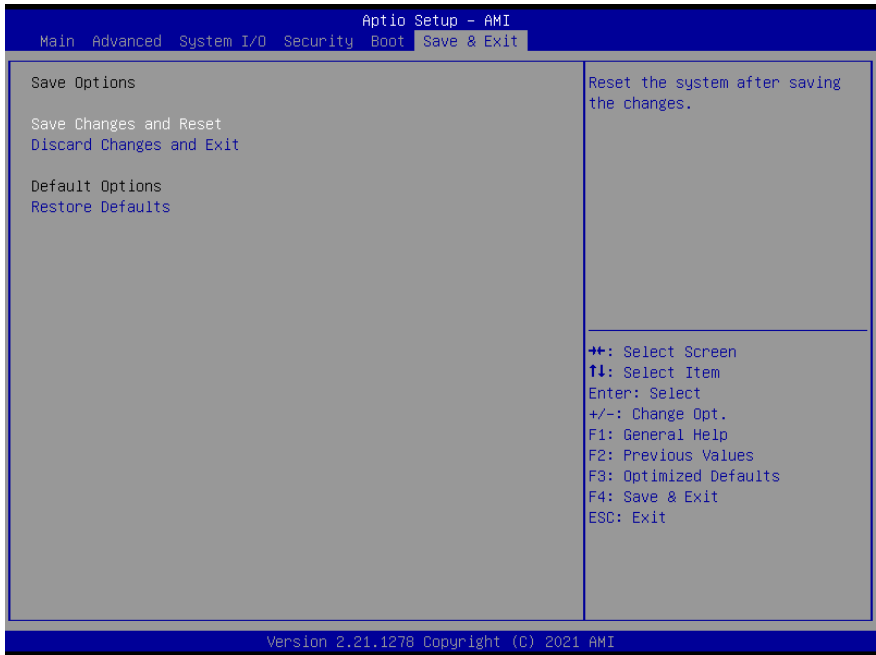 Aptio Setup – AMI
Main Advanced System I/O Security Boot Save & Exit
Save Options
Save Changes and Reset
Discard Changes and Exit
Default Options
Restore Defaults
Reset the system after saving
the changes.
→←: Select Screen
↑↓: Select Item
Enter: Select
+/-: Change Opt.
F1: General Help
F2: Previous Values
F3: Optimized Defaults
F4: Save & Exit
ESC: Exit
Version 2.21.1278 Copyright (C) 2021 AMI